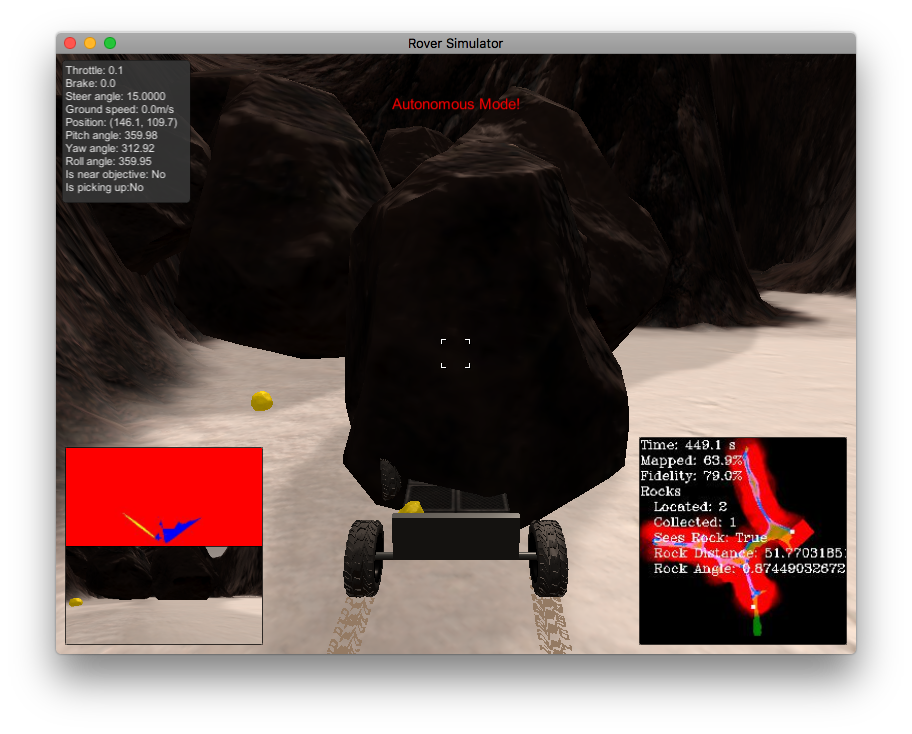 Rover Simulator
Throttle: 0.1
Brake: 0.0
Steer angle: 15.0000
Ground speed: 0.0m/s
Position: (146.1, 109.7)
Pitch angle: 359.98
Yaw angle: 312.92
Roll angle: 359.95
Is near objective: No
Is picking up:No
Autonomous Mode!
Time: 449.1 s
Mapped: 63.9%
Fidelity: 79.0%
Rocks
Located: 2
Collected: 1
Sees Rock: True
Rock Distance: 51.7703185
Rock Angle: 0.87449032672